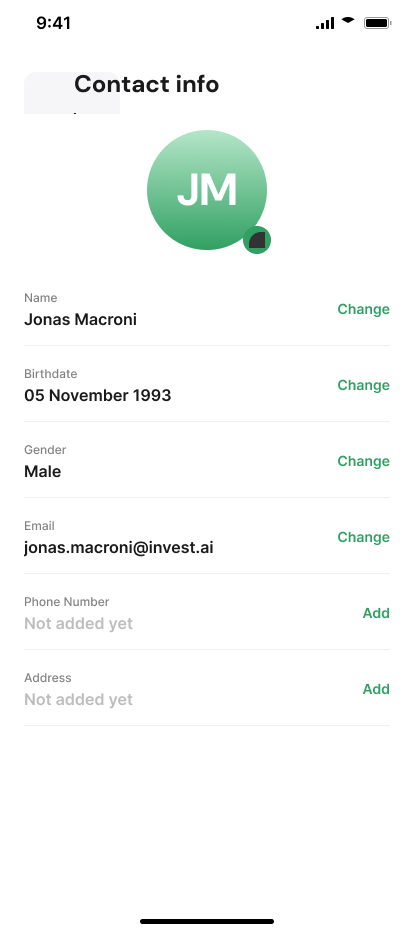 9:41
Contact info
JM
Name
Jonas Macroni
Change
Birthdate
05 November 1993
Change
Gender
Male
Change
Email
jonas.macroni@invest.ai
Change
Phone Number
Not added yet
Add
Address
Not added yet
Add